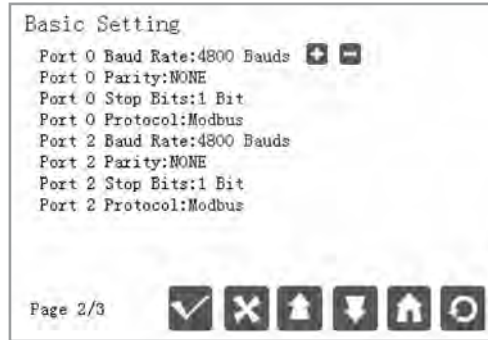 Basic Setting
Port 0 Baud Rate:4800 Bauds
Port 0 Parity:NONE
Port 0 Stop Bits:1 Bit
Port 0 Protocol:Modbus
Port 2 Baud Rate:4800 Bauds
Port 2 Parity:NONE
Port 2 Stop Bits:1 Bit
Port 2 Protocol:Modbus
Page 2/3